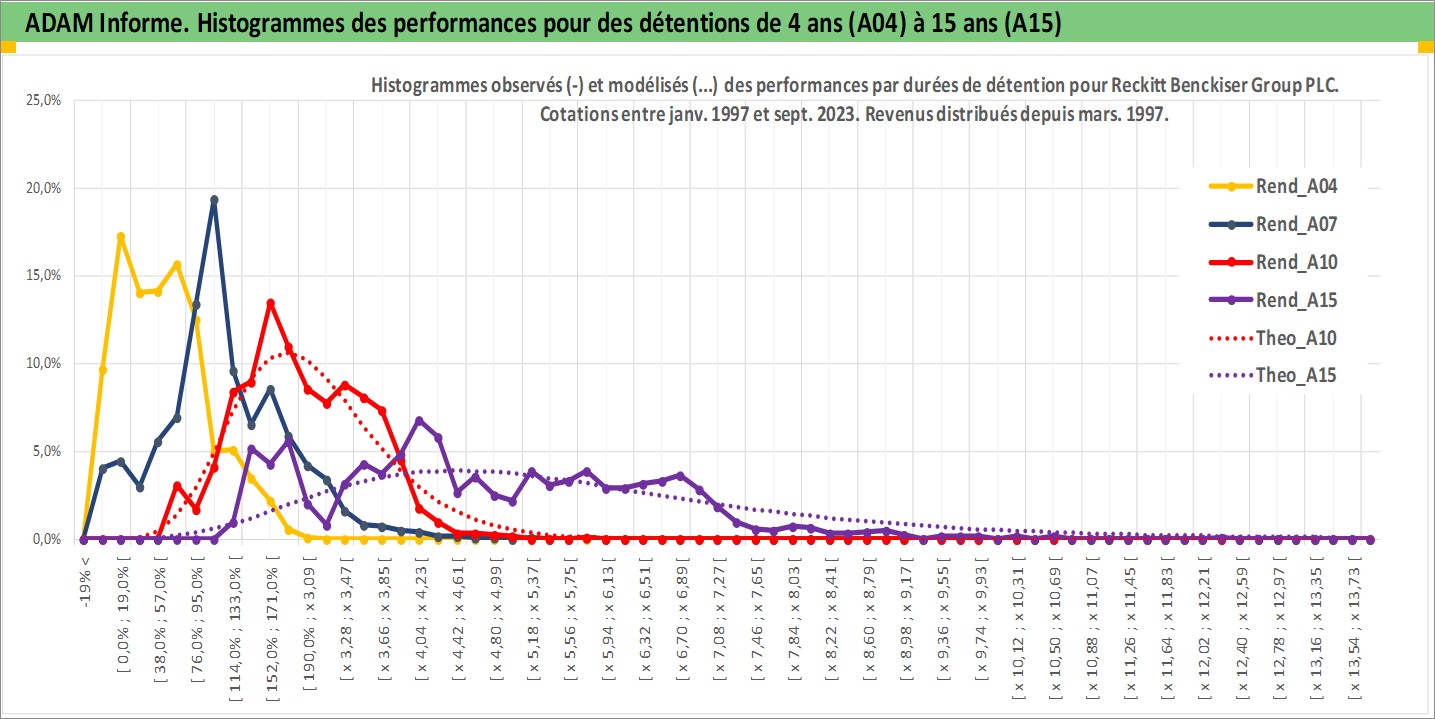 ADAM Informe. Histogrammes des performances pour des détentions de 4 ans (A04) à 15 ans (A15)
Histogrammes observés (-) et modélisés (...) des performances par durées de détention pour Reckitt Benckiser Group PLC.
Cotations entre janv. 1997 et sept. 2023. Revenus distribués depuis mars. 1997.
25,0%
20,0%
15,0%
10,0%
5,0%
0,0%
Rend_A04
Rend_A07
Rend_A10
Rend_A15
Theo_A10
Theo_A15
-19% <
[ 0,0% ; 19,0% [
[ 38,0% ; 57,0% [
[ 76,0% ; 95,0% [
[ 114,0% ; 133,0% [
[ 152,0% ; 171,0% [
[ 190,0% ; x 3,09 [
[ x 3,28 ; x 3,47 [
[ x 3,66 ; x 3,85 [
[ x 4,04 ; x 4,23 [
[ x 4,42 ; x 4,61 [
[ x 4,80 ; x 4,99 [
[ x 5,18 ; x 5,37 [
[ x 5,56 ; x 5,75 [
[ x 5,94 ; x 6,13 [
[ x 6,32 ; x 6,51 [
[ x 6,70 ; x 6,89 [
[ x 7,08 ; x 7,27 [
[ x 7,46 ; x 7,65 [
[ x 7,84 ; x 8,03 [
[ x 8,22 ; x 8,41 [
[ x 8,60 ; x 8,79 [
[ x 8,98 ; x 9,17 [
[ x 9,36 ; x 9,55 [
[ x 9,74 ; x 9,93 [
[ x 10,12 ; x 10,31 [
[ x 10,50 ; x 10,69 [
[ x 10,88 ; x 11,07 [
[ x 11,26 ; x 11,45 [
[ x 11,64 ; x 11,83 [
[ x 12,02 ; x 12,21 [
[ x 12,40 ; x 12,59 [
[ x 12,78 ; x 12,97 [
[ x 13,16 ; x 13,35 [
[ x 13,54 ; x 13,73 [